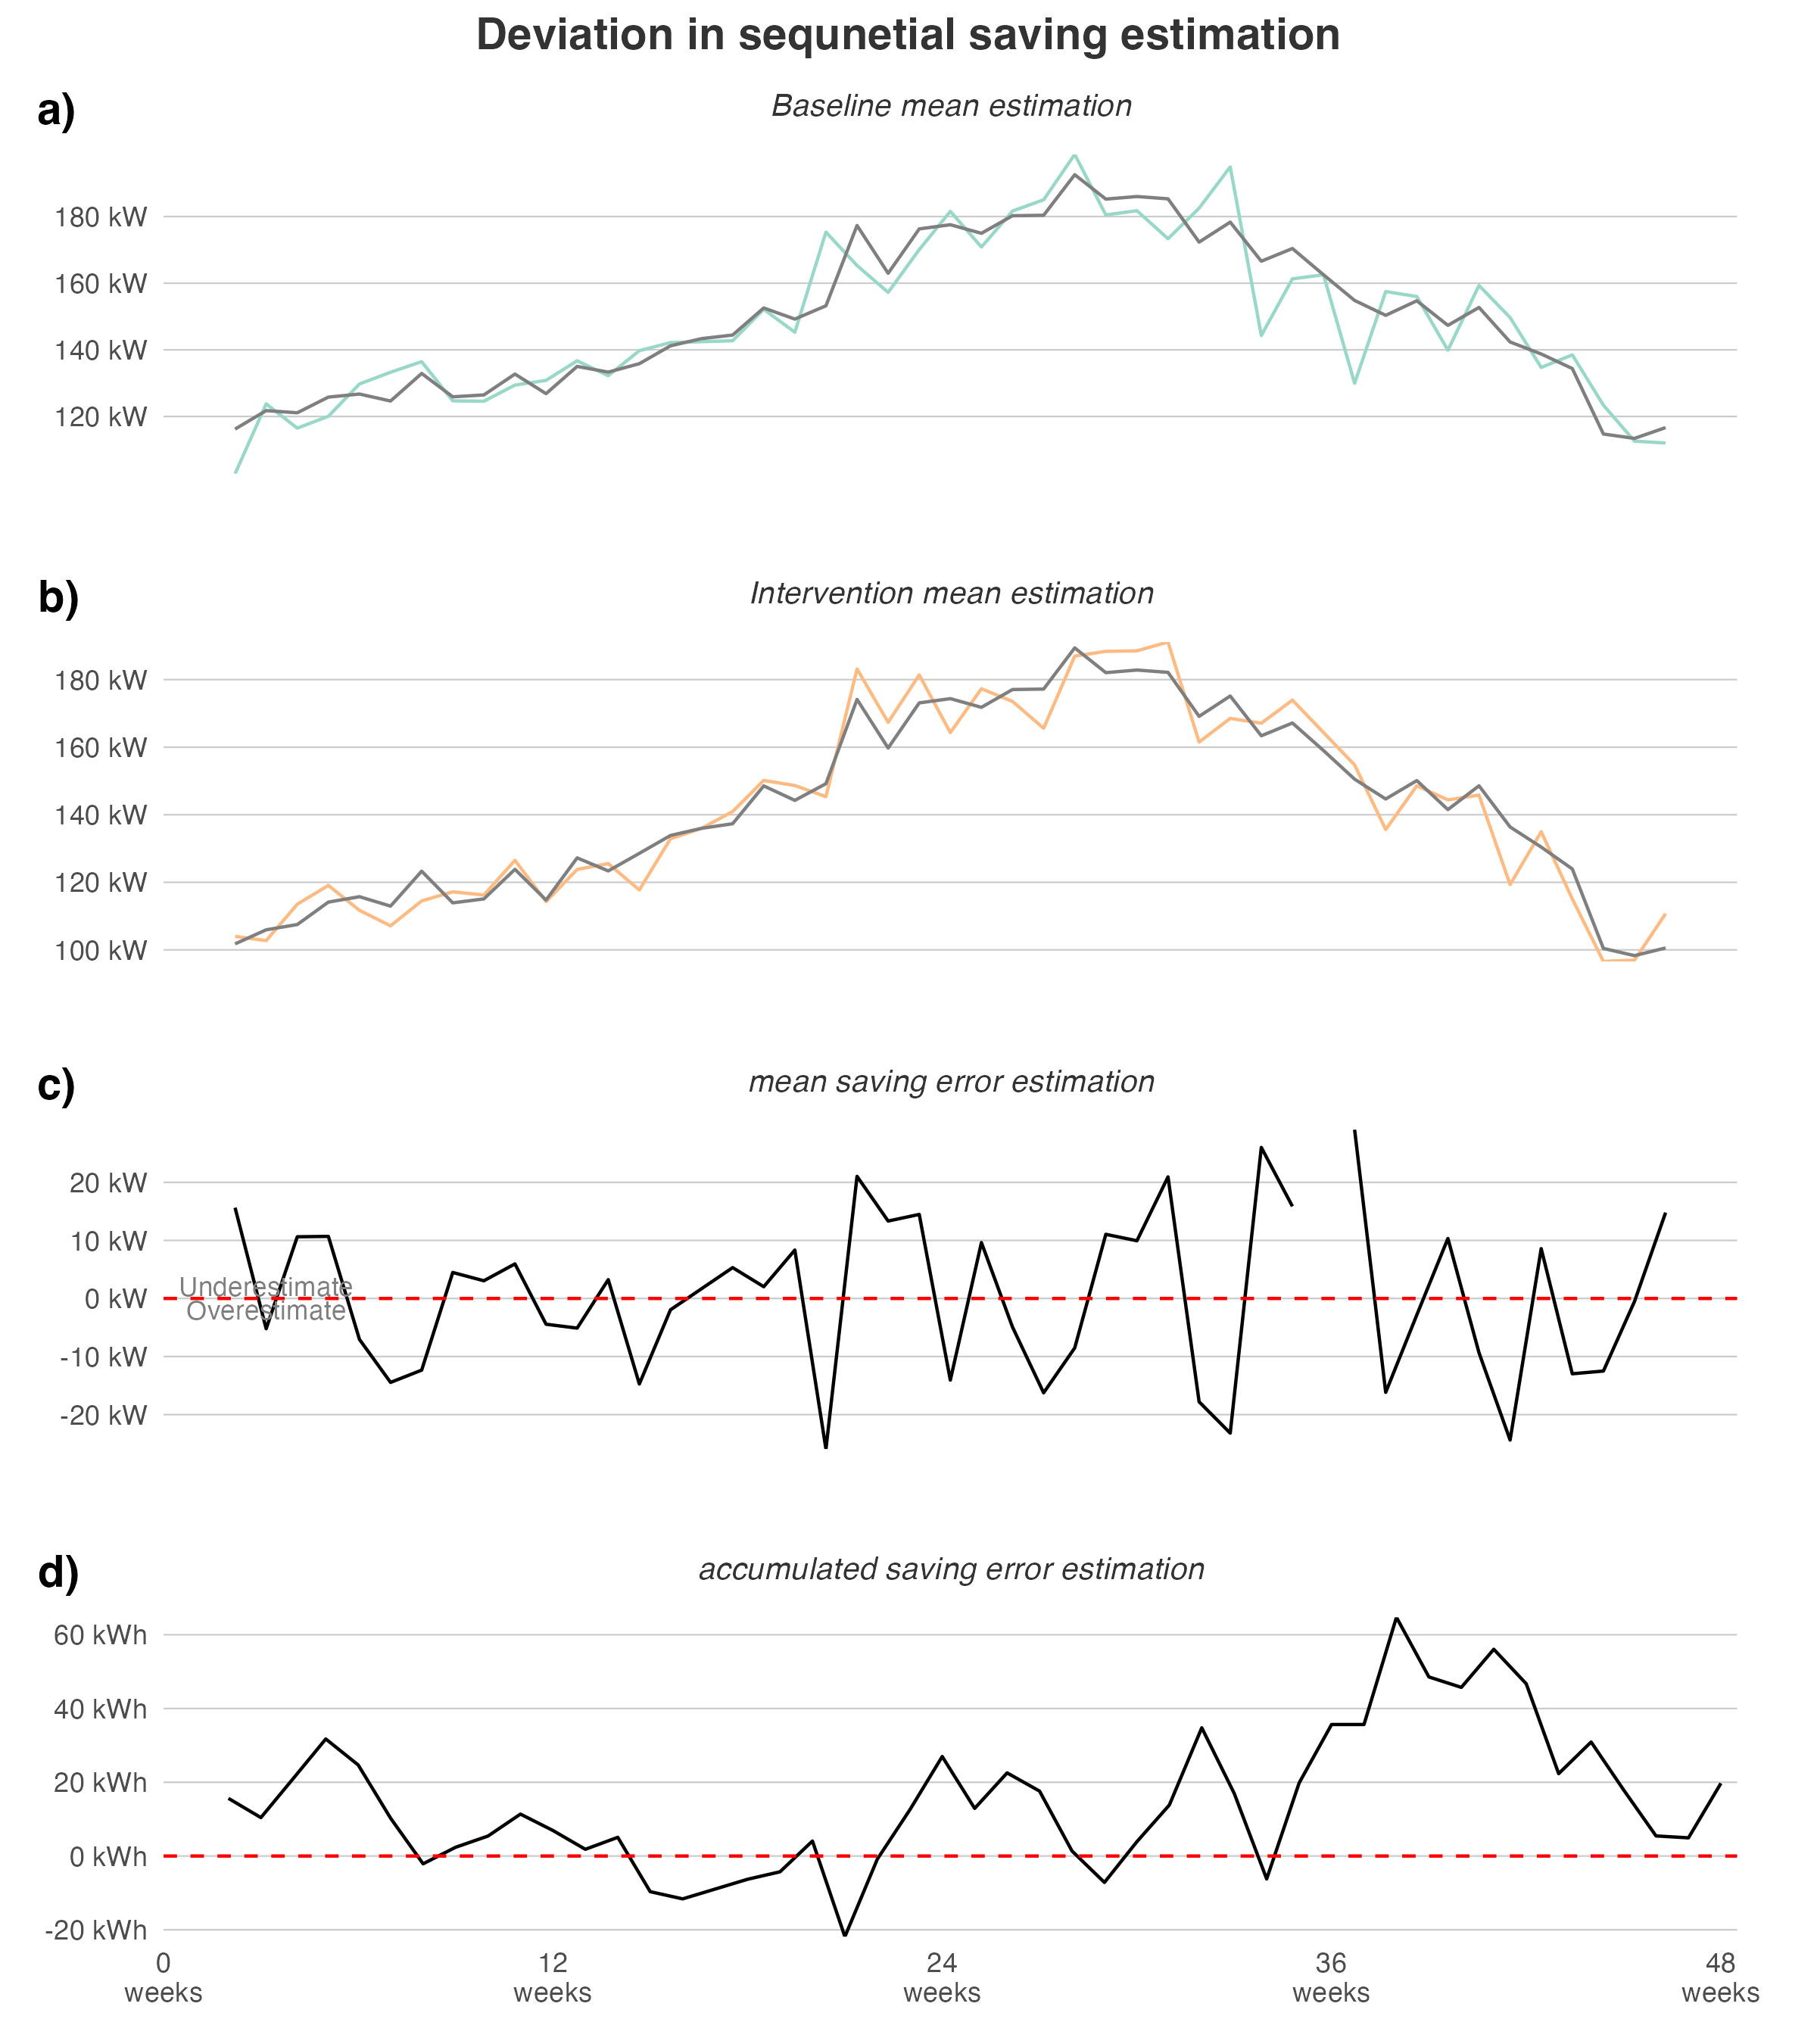 Deviation in sequnetial saving estimation
a)
Baseline mean estimation
180 kW
160 kW
140 kW
120 kW
b)
Intervention mean estimation
180 kW
160 kW
140 kW
120 kW
100 kW
c)
mean saving error estimation
20 kW
10 kW
Underestimate
0 kW
Overestimate
-10 kW
-20 kW
d)
accumulated saving error estimation
60 kWh
40 kWh
20 kWh
0 kWh
-20 kWh
0 12 24 36 48
weeks weeks weeks weeks weeks